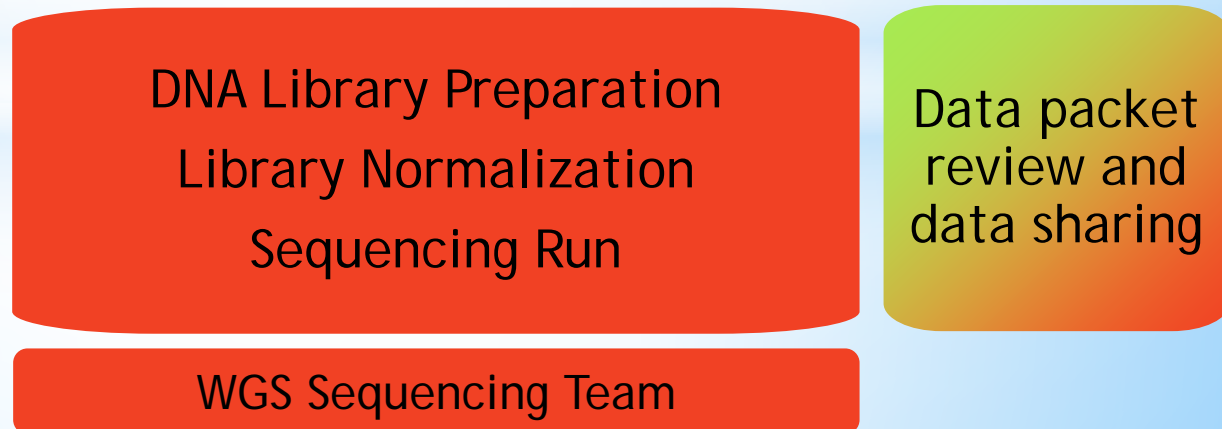 DNA Library Preparation
Library Normalization
Sequencing Run
Data packet
review and
data sharing
WGS Sequencing Team